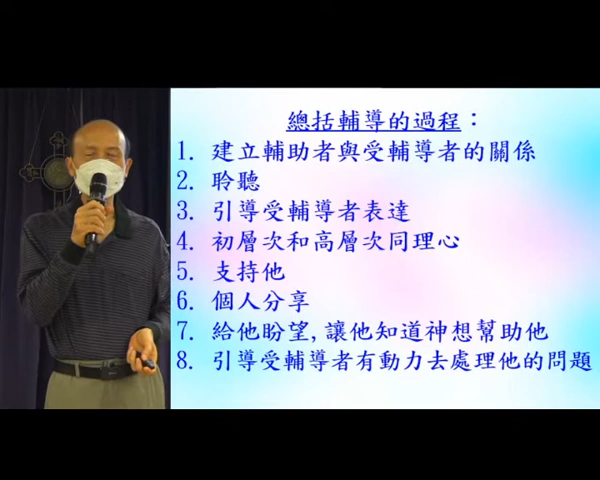 總括輔導的過程：
1. 建立輔助者與受輔導者的關係
2. 聆聽
3. 引導受輔導者表達
4. 初層次和高層次同理心
5. 支持他
6. 個人分享
7. 給他盼望,讓他知道神想幫助他
8. 引導受輔導者有動力去處理他的問題